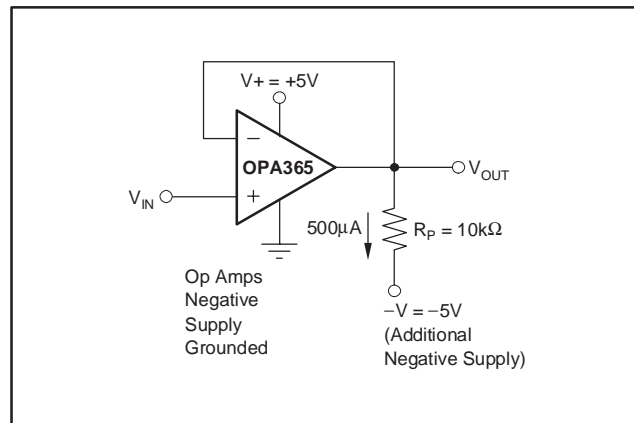 V+ = +5V
−
OPA365
+
V_IN
V_OUT
500µA
R_P = 10kΩ
Op Amps
Negative
Supply
Grounded
−V = −5V
(Additional
Negative Supply)